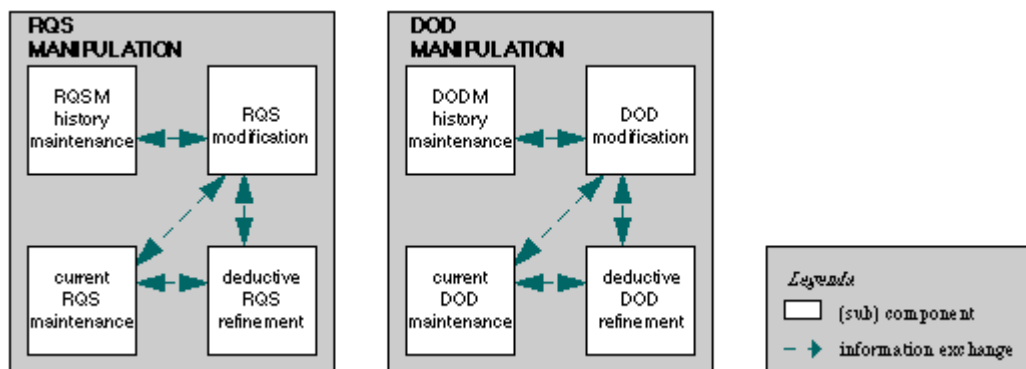 RQS
MANIPULATION
RQSM
history
maintenance
RQS
modification
current
RQS
maintenance
deductive
RQS
refinement
DOD
MANIPULATION
DODM
history
maintenance
DOD
modification
current
DOD
maintenance
deductive
DOD
refinement
Legenda
(sub) component
information exchange